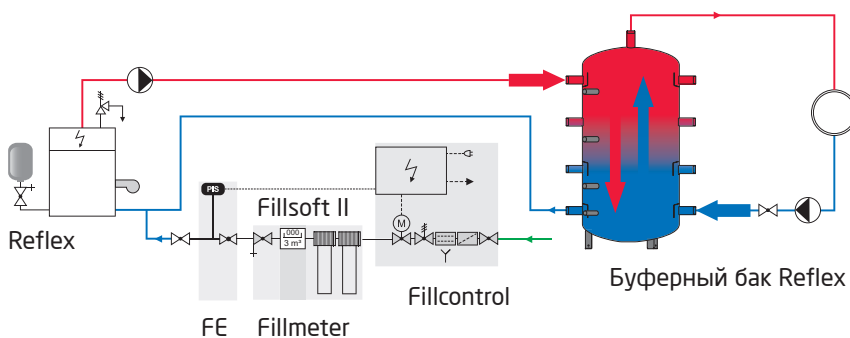 PIS
Fillsoft II
M
000
3 m³
Reflex
Fillcontrol
Буферный бак Reflex
FE
Fillmeter